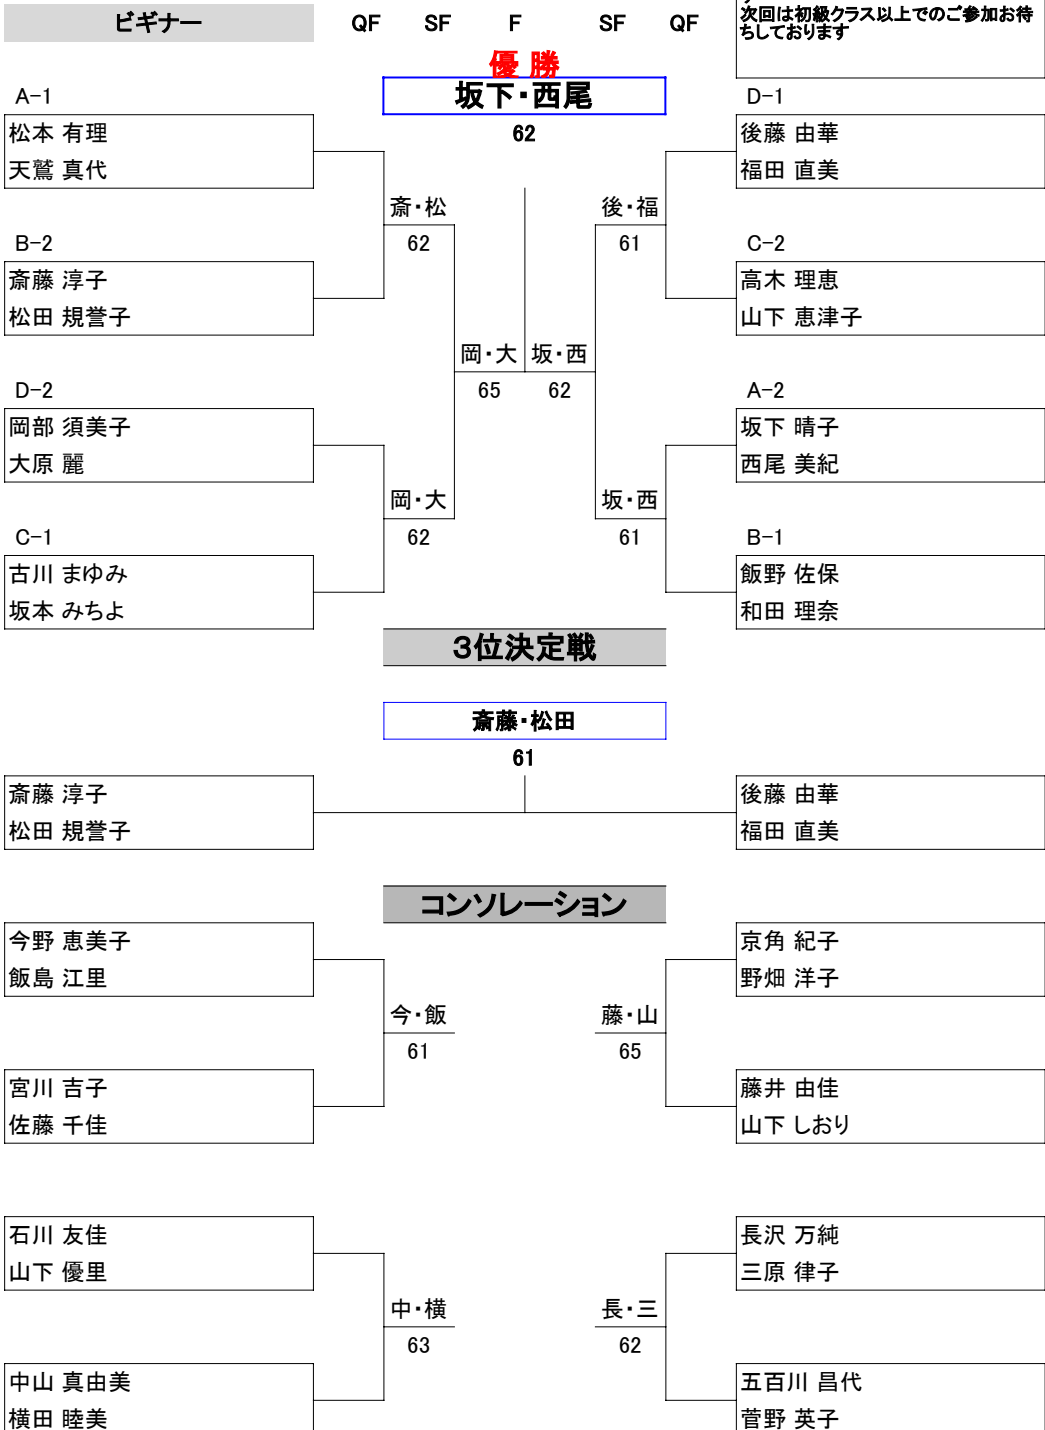 ビギナー
QF SF F SF QF
次回は初級クラス以上でのご参加お待
ちしております
優 勝
坂下・西尾
62
A-1
松本 有理
天鷲 真代
D-1
後藤 由華
福田 直美
斎・松
62
後・福
61
B-2
斎藤 淳子
松田 規誉子
C-2
高木 理恵
山下 恵津子
岡・大
65
坂・西
62
D-2
岡部 須美子
大原 麗
A-2
坂下 晴子
西尾 美紀
岡・大
62
坂・西
61
C-1
古川 まゆみ
坂本 みちよ
B-1
飯野 佐保
和田 理奈
3位決定戦
斎藤・松田
61
斎藤 淳子
松田 規誉子
後藤 由華
福田 直美
コンソレーション
今野 恵美子
飯島 江里
京角 紀子
野畑 洋子
今・飯
61
藤・山
65
宮川 吉子
佐藤 千佳
藤井 由佳
山下 しおり
石川 友佳
山下 優里
長沢 万純
三原 律子
中・横
63
長・三
62
中山 真由美
横田 睦美
五百川 昌代
菅野 英子